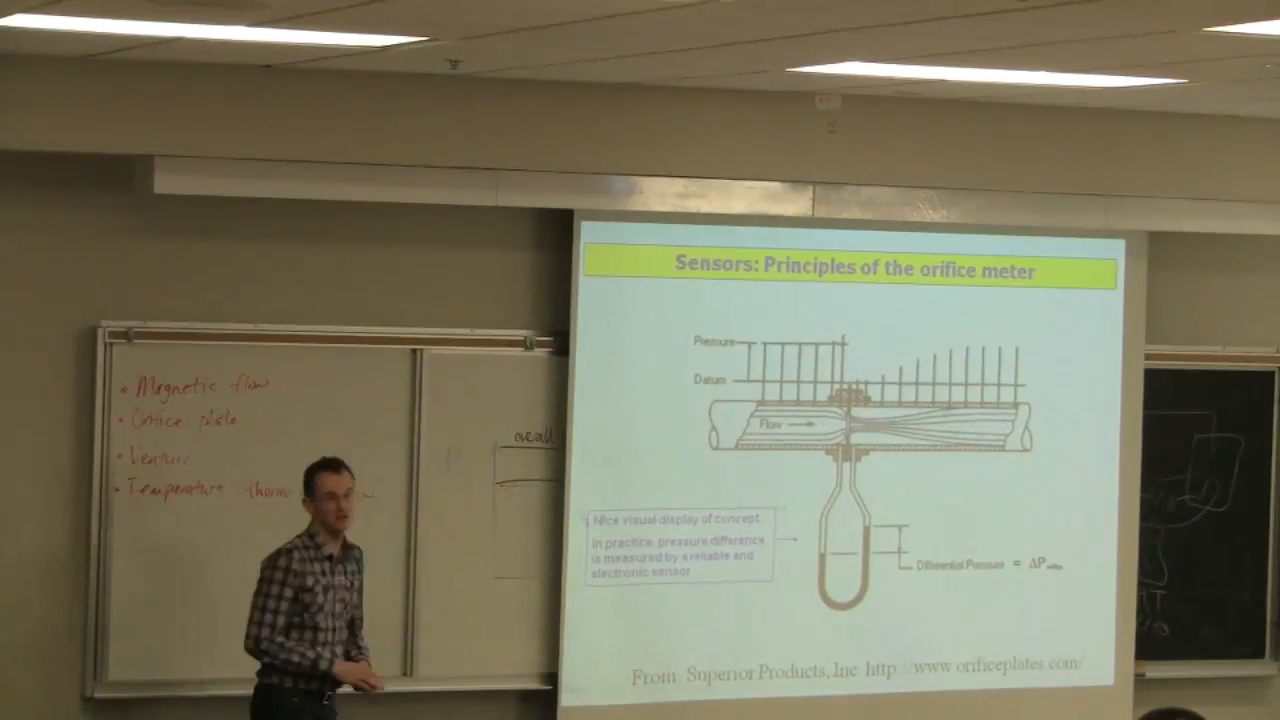 • Magnetic flow
• Orifice plate
• Venturi
• Temperature
overall
Sensors: Principles of the orifice meter
Pressure
Datum
Flow
Nice visual display of concept.
In practice, pressure difference
is measured by a reliable and
electronic sensor
Differential Pressure = ΔP
From: Superior Products, Inc. http://www.orificeplates.com/